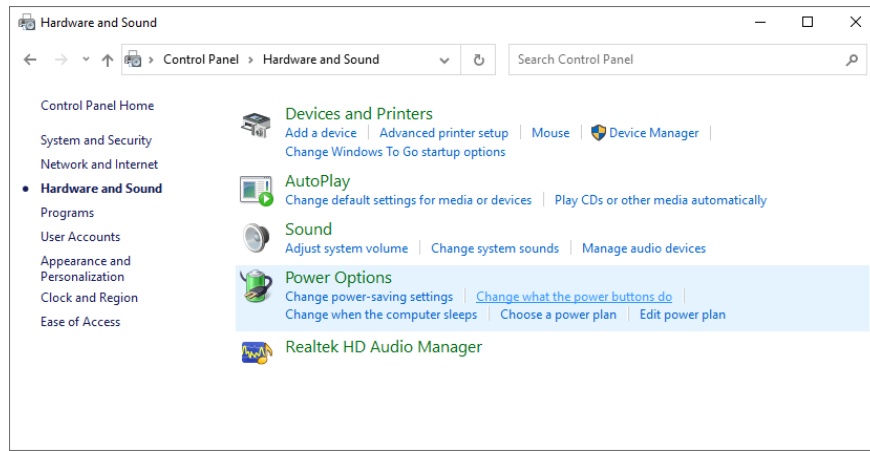 Hardware and Sound
Control Panel > Hardware and Sound
Search Control Panel
Control Panel Home
System and Security
Network and Internet
Hardware and Sound
Programs
User Accounts
Appearance and
Personalization
Clock and Region
Ease of Access
Devices and Printers
Add a device | Advanced printer setup | Mouse | Device Manager |
Change Windows To Go startup options
AutoPlay
Change default settings for media or devices | Play CDs or other media automatically
Sound
Adjust system volume | Change system sounds | Manage audio devices
Power Options
Change power-saving settings | Change what the power buttons do |
Change when the computer sleeps | Choose a power plan | Edit power plan
Realtek HD Audio Manager